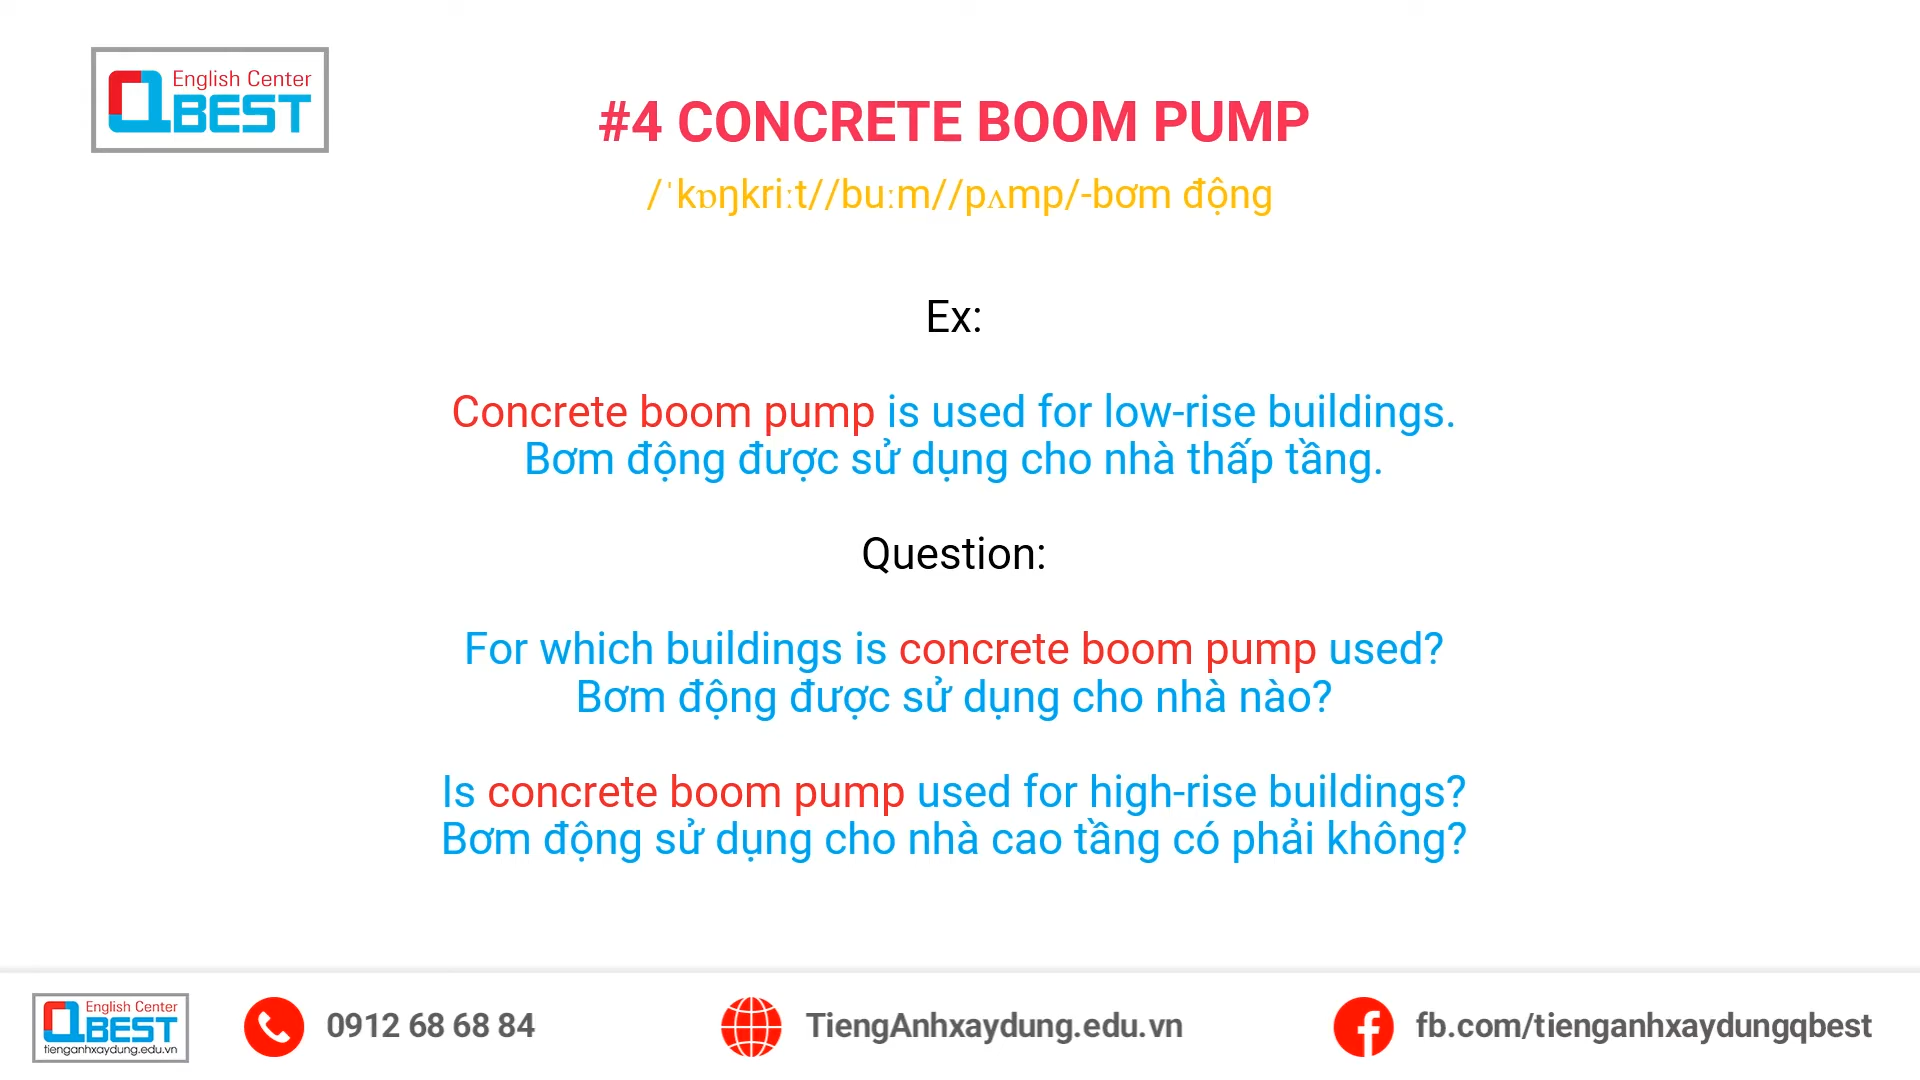 English Center
QBEST
#4 CONCRETE BOOM PUMP
/ˈkɒŋkriːt//buːm//pʌmp/-bơm động
Ex:
Concrete boom pump is used for low-rise buildings.
Bơm động được sử dụng cho nhà thấp tầng.
Question:
For which buildings is concrete boom pump used?
Bơm động được sử dụng cho nhà nào?
Is concrete boom pump used for high-rise buildings?
Bơm động sử dụng cho nhà cao tầng có phải không?
English Center
QBEST
tienganhxaydung.edu.vn
0912 68 68 84
TiengAnhxaydung.edu.vn
fb.com/tienganhxaydungqbest